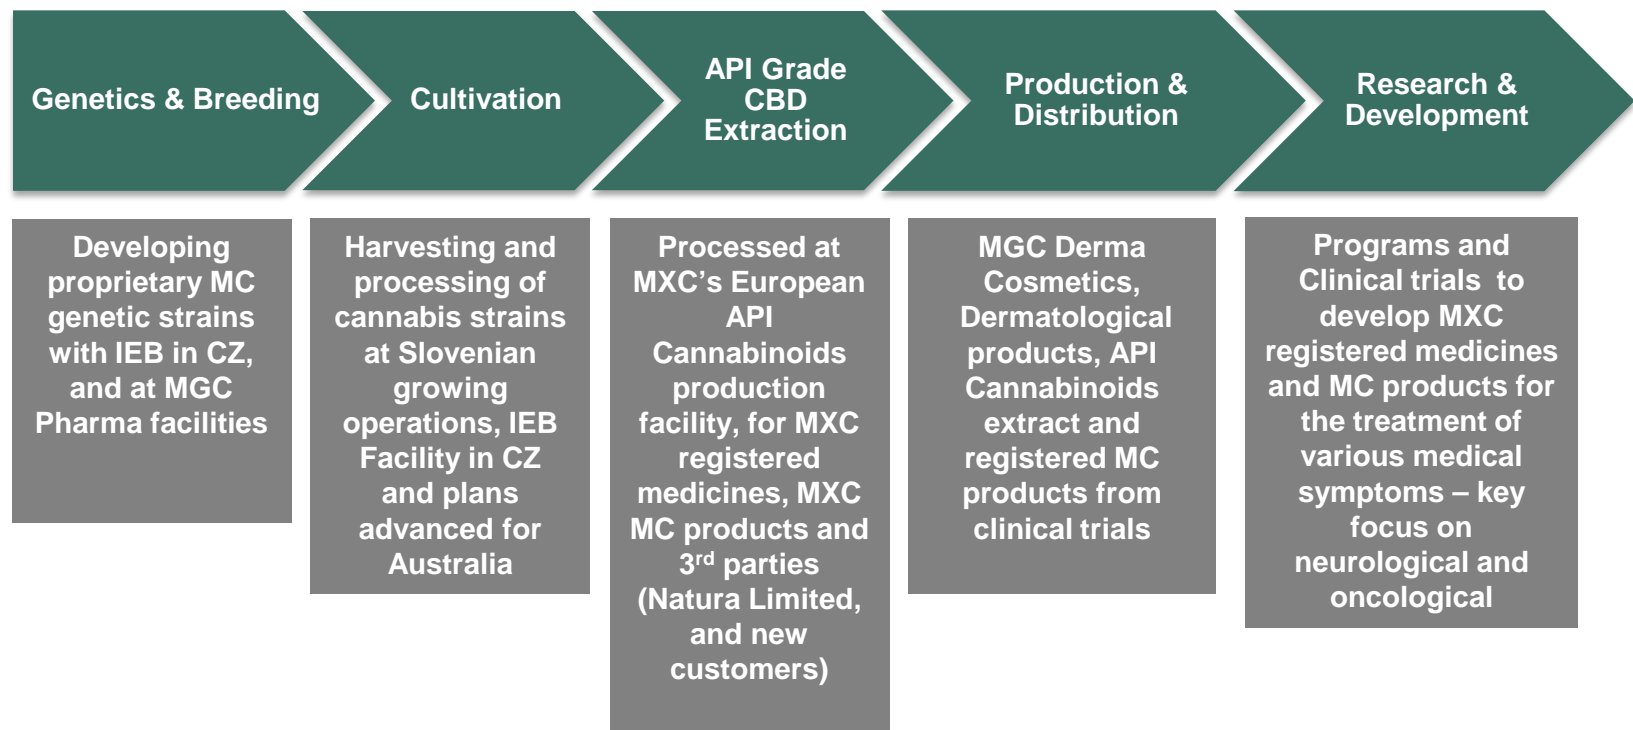 Genetics & Breeding
Cultivation
API Grade
CBD
Extraction
Production &
Distribution
Research &
Development
Developing
proprietary MC
genetic strains
with IEB in CZ,
and at MGC
Pharma facilities
Harvesting and
processing of
cannabis strains
at Slovenian
growing
operations, IEB
Facility in CZ
and plans
advanced for
Australia
Processed at
MXC’s European
API
Cannabinoids
production
facility, for MXC
registered
medicines, MXC
MC products and
3rd parties
(Natura Limited,
and new
customers)
MGC Derma
Cosmetics,
Dermatological
products, API
Cannabinoids
extract and
registered MC
products from
clinical trials
Programs and
Clinical trials to
develop MXC
registered medicines
and MC products for
the treatment of
various medical
symptoms – key
focus on
neurological and
oncological